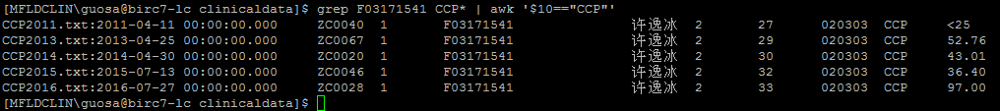 [MFLDCLIN\guosa@birc7-lc clinicaldata]$ grep F03171541 CCP* | awk '$10=="CCP"'
CCP2011.txt:2011-04-11 00:00:00.000 ZC0040 1 F03171541 许逸冰 2 27 020303 CCP <25
CCP2013.txt:2013-04-25 00:00:00.000 ZC0067 1 F03171541 许逸冰 2 29 020303 CCP 52.76
CCP2014.txt:2014-04-30 00:00:00.000 ZC0020 1 F03171541 许逸冰 2 30 020303 CCP 43.01
CCP2015.txt:2015-07-13 00:00:00.000 ZC0046 1 F03171541 许逸冰 2 32 020303 CCP 36.40
CCP2016.txt:2016-07-27 00:00:00.000 ZC0028 1 F03171541 许逸冰 2 33 020303 CCP 97.00
[MFLDCLIN\guosa@birc7-lc clinicaldata]$